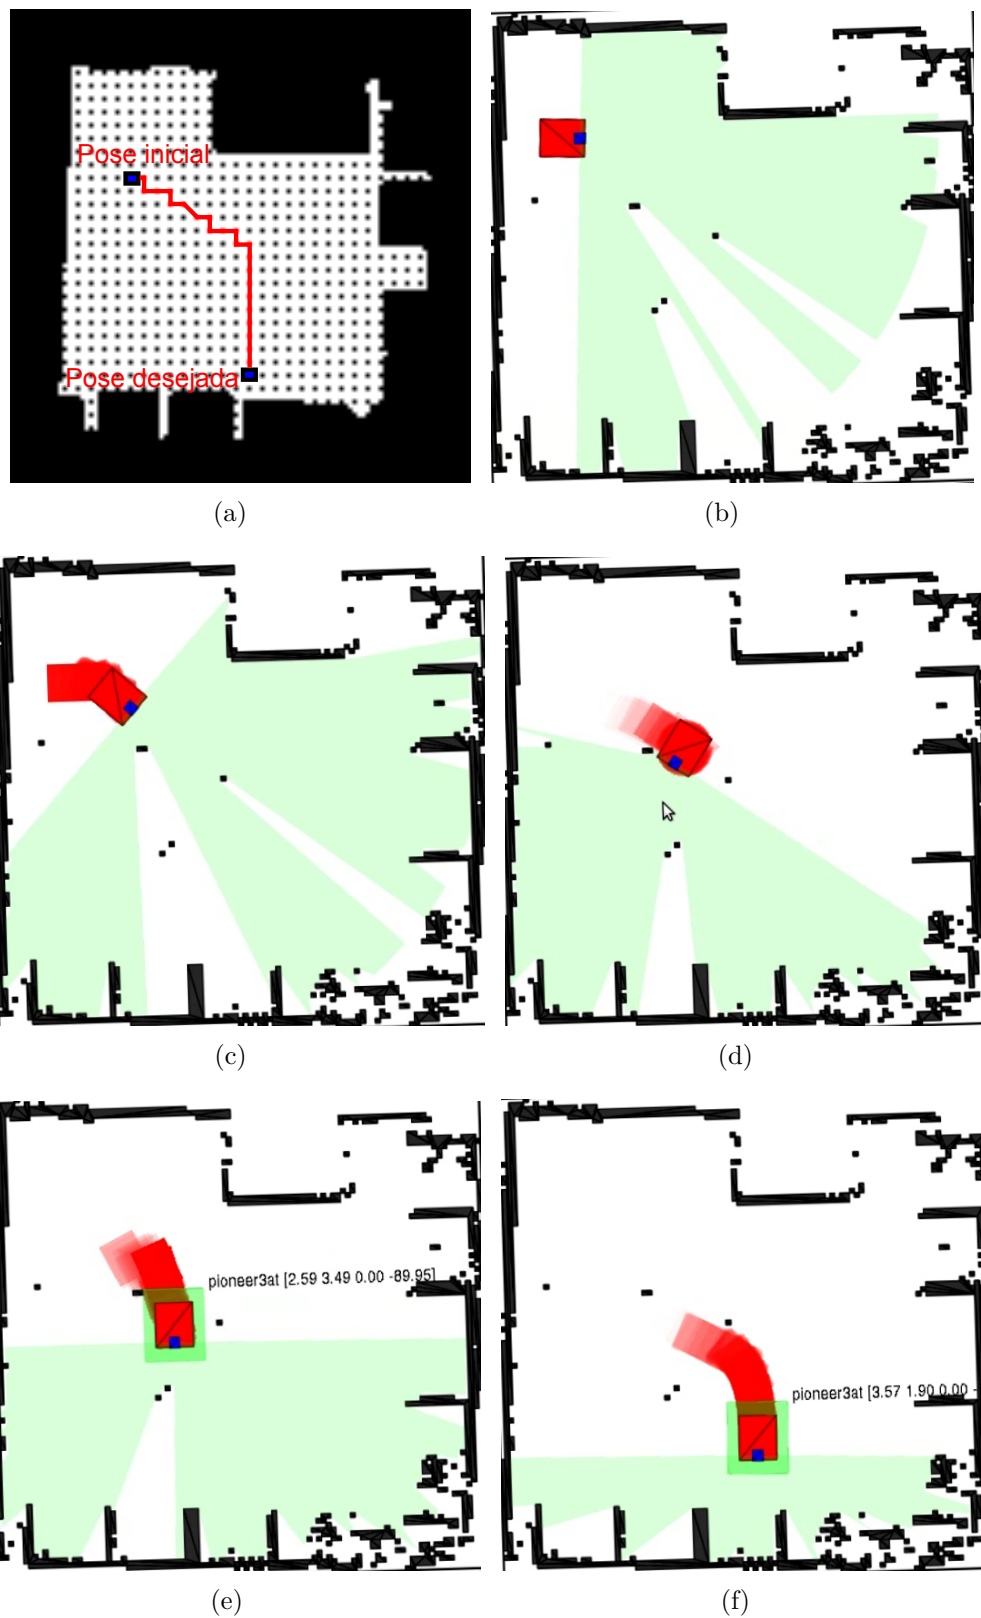 Pose inicial
Pose desejada
(a)
(b)
(c)
(d)
pioneer3at [2.59 3.49 0.00 -89.95]
pioneer3at [3.57 1.90 0.00 -
(e)
(f)